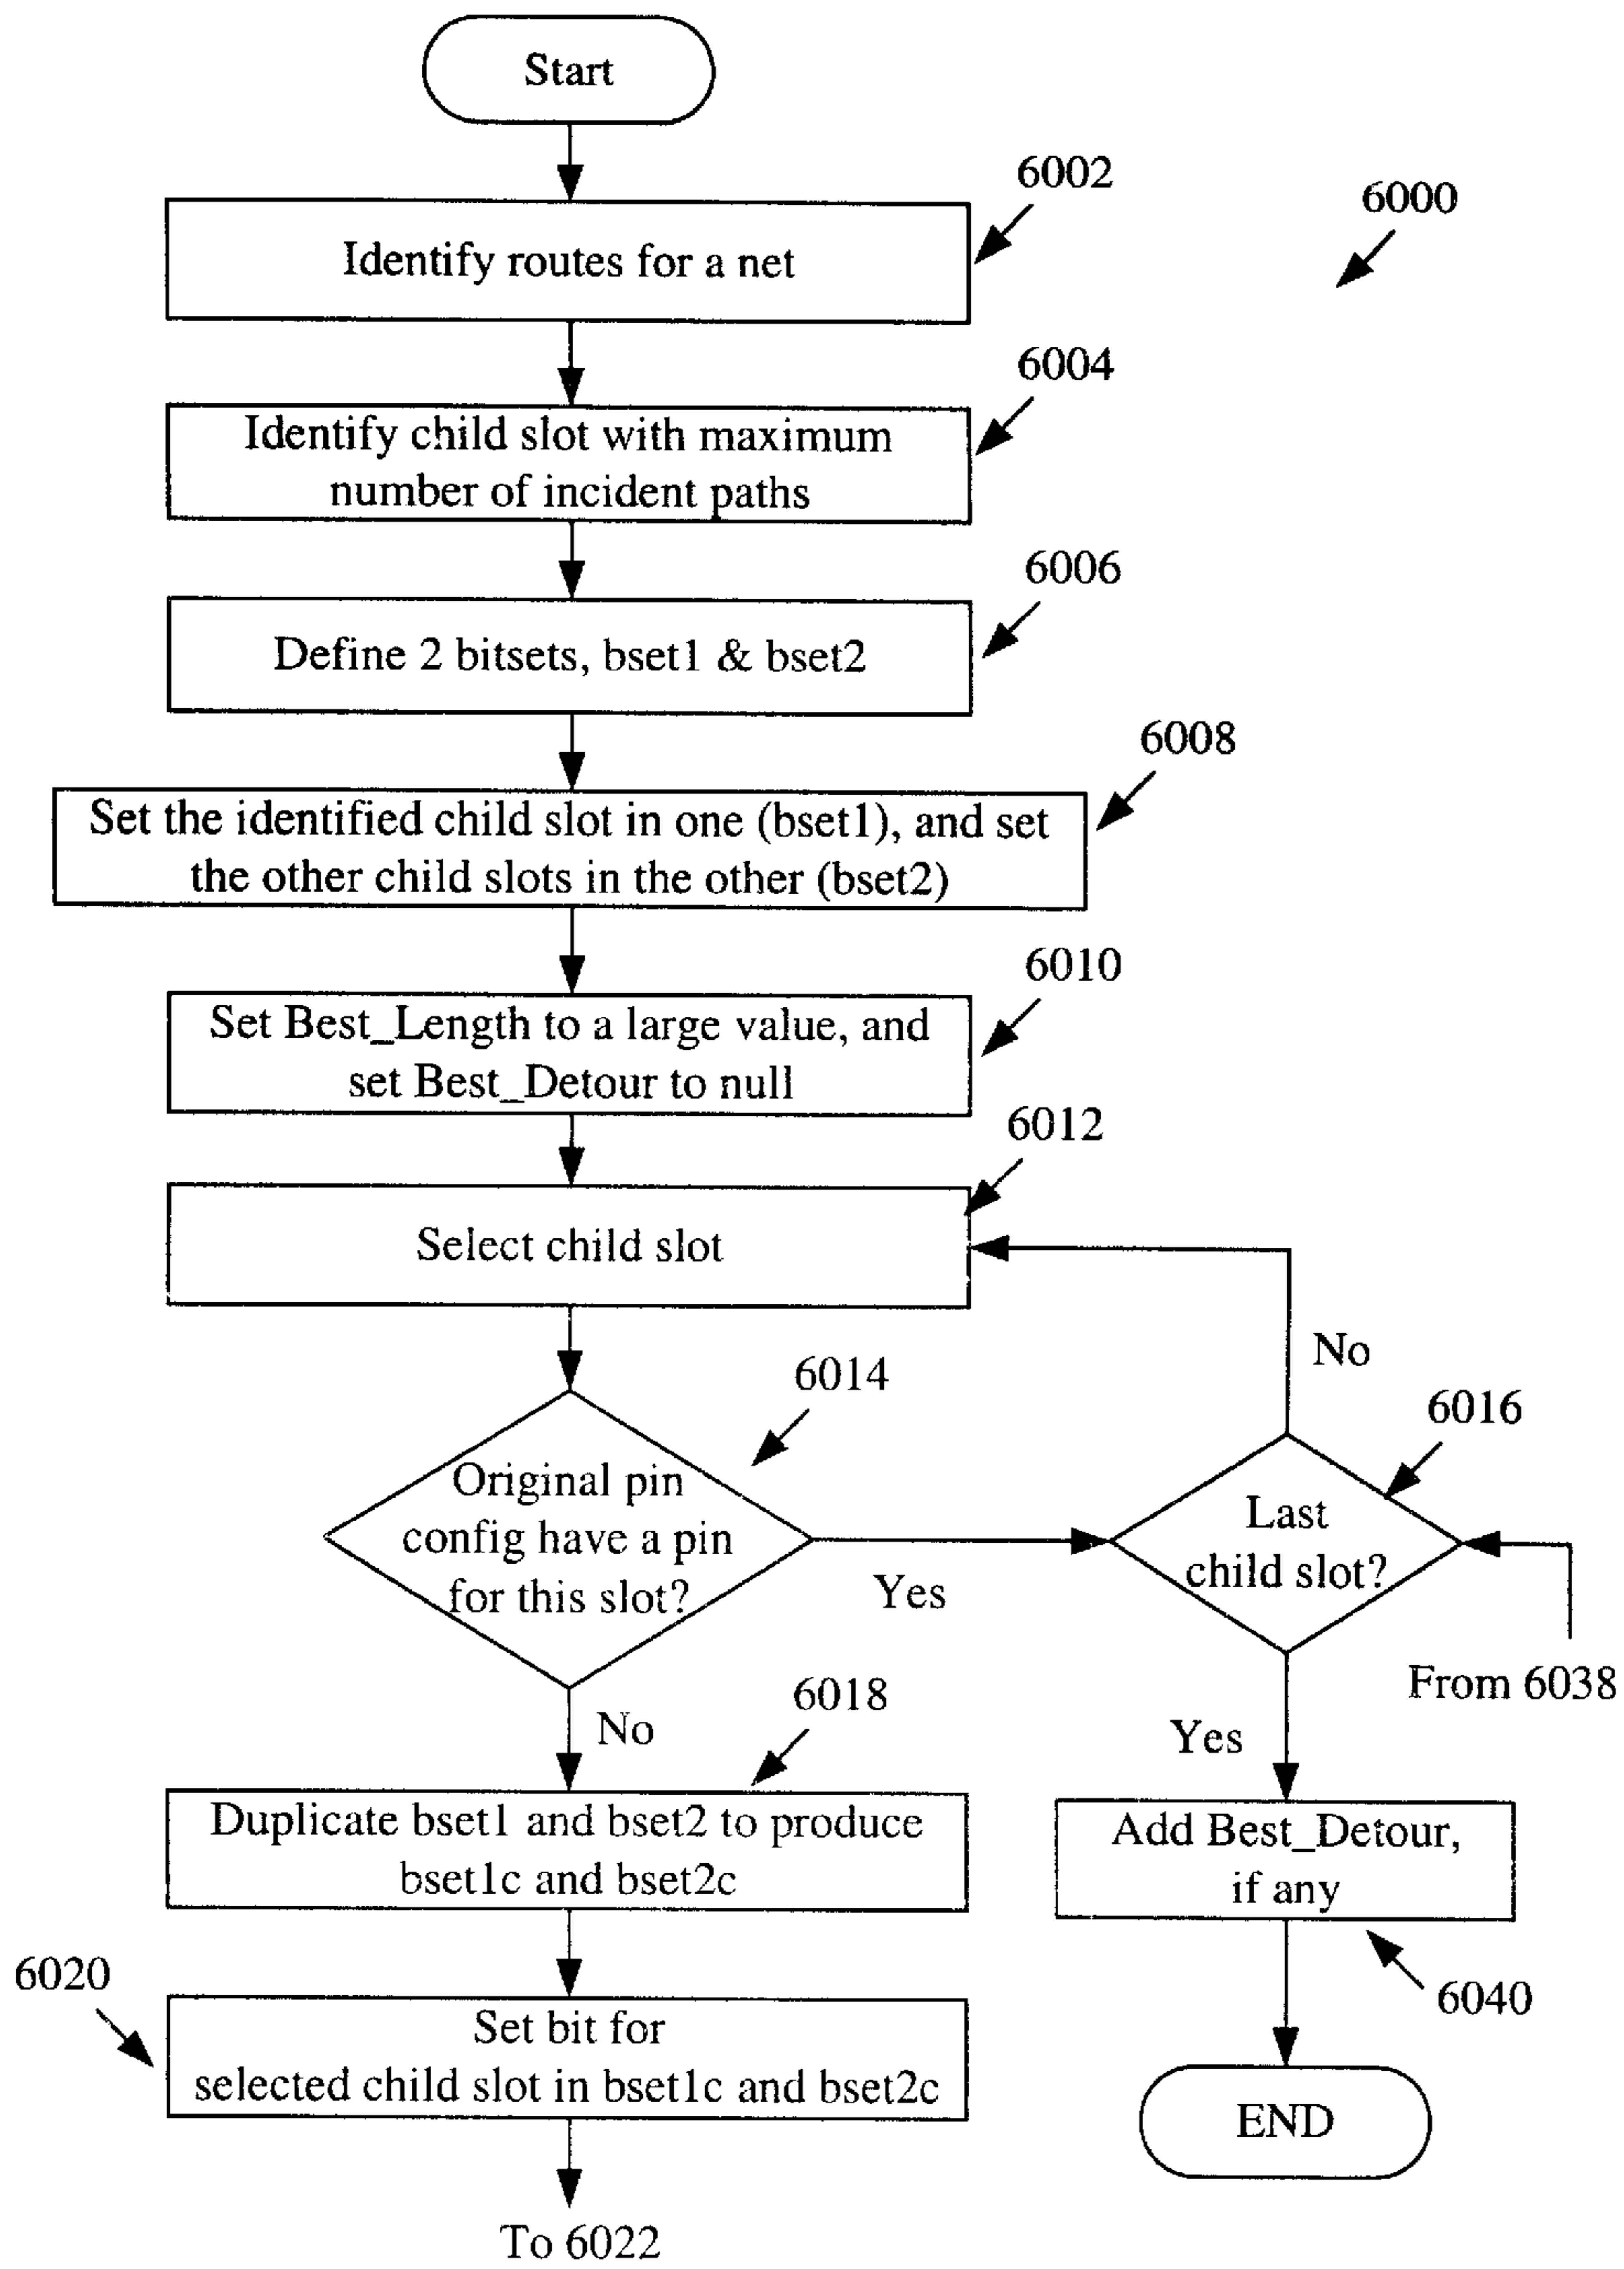 Start
6002
6000
Identify routes for a net
6004
Identify child slot with maximum
number of incident paths
6006
Define 2 bitsets, bset1 & bset2
6008
Set the identified child slot in one (bset1), and set
the other child slots in the other (bset2)
6010
Set Best_Length to a large value, and
set Best_Detour to null
6012
Select child slot
No
6014
6016
Original pin
config have a pin
for this slot?
Yes
Last
child slot?
From 6038
No
6018
Yes
Duplicate bset1 and bset2 to produce
bset1c and bset2c
Add Best_Detour,
if any
6020
6040
Set bit for
selected child slot in bset1c and bset2c
END
To 6022